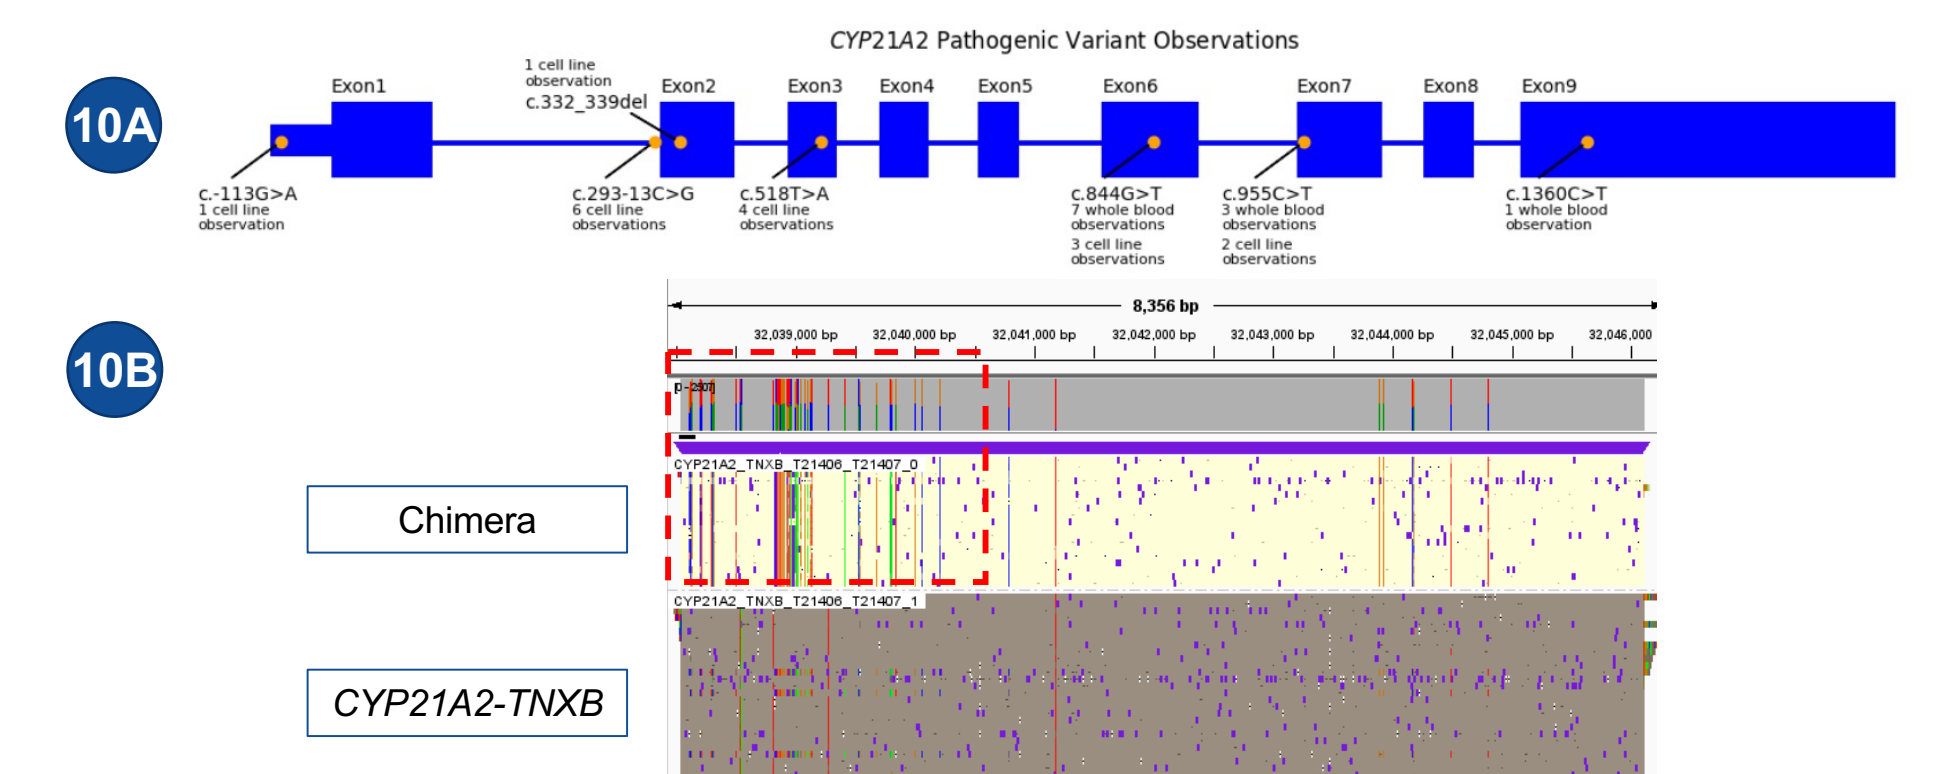 10A
CYP21A2 Pathogenic Variant Observations
1 cell line
observation
c.332_339del
Exon1
Exon2
Exon3
Exon4
Exon5
Exon6
Exon7
Exon8
Exon9
c.-113G>A
1 cell line
observation
c.293-13C>G
6 cell line
observations
c.518T>A
4 cell line
observations
c.844G>T
7 whole blood
observations
3 cell line
observations
c.955C>T
3 whole blood
observations
2 cell line
observations
c.1360C>T
1 whole blood
observation
10B
8,356 bp
32,039,000 bp
32,040,000 bp
32,041,000 bp
32,042,000 bp
32,043,000 bp
32,044,000 bp
32,045,000 bp
32,046,000
CYP21A2_TNXB_T21406_T21407_0
Chimera
CYP21A2_TNXB_T21406_T21407_1
CYP21A2-TNXB